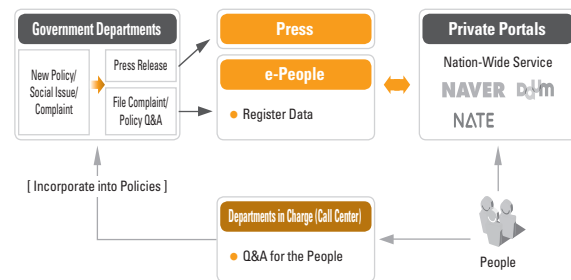 Government Departments
New Policy/
Social Issue/
Complaint
Press Release
File Complaint/
Policy Q&A
Press
e-People
Register Data
Private Portals
Nation-Wide Service
NAVER
Daum
NATE
[ Incorporate into Policies ]
Departments in Charge (Call Center)
Q&A for the People
People